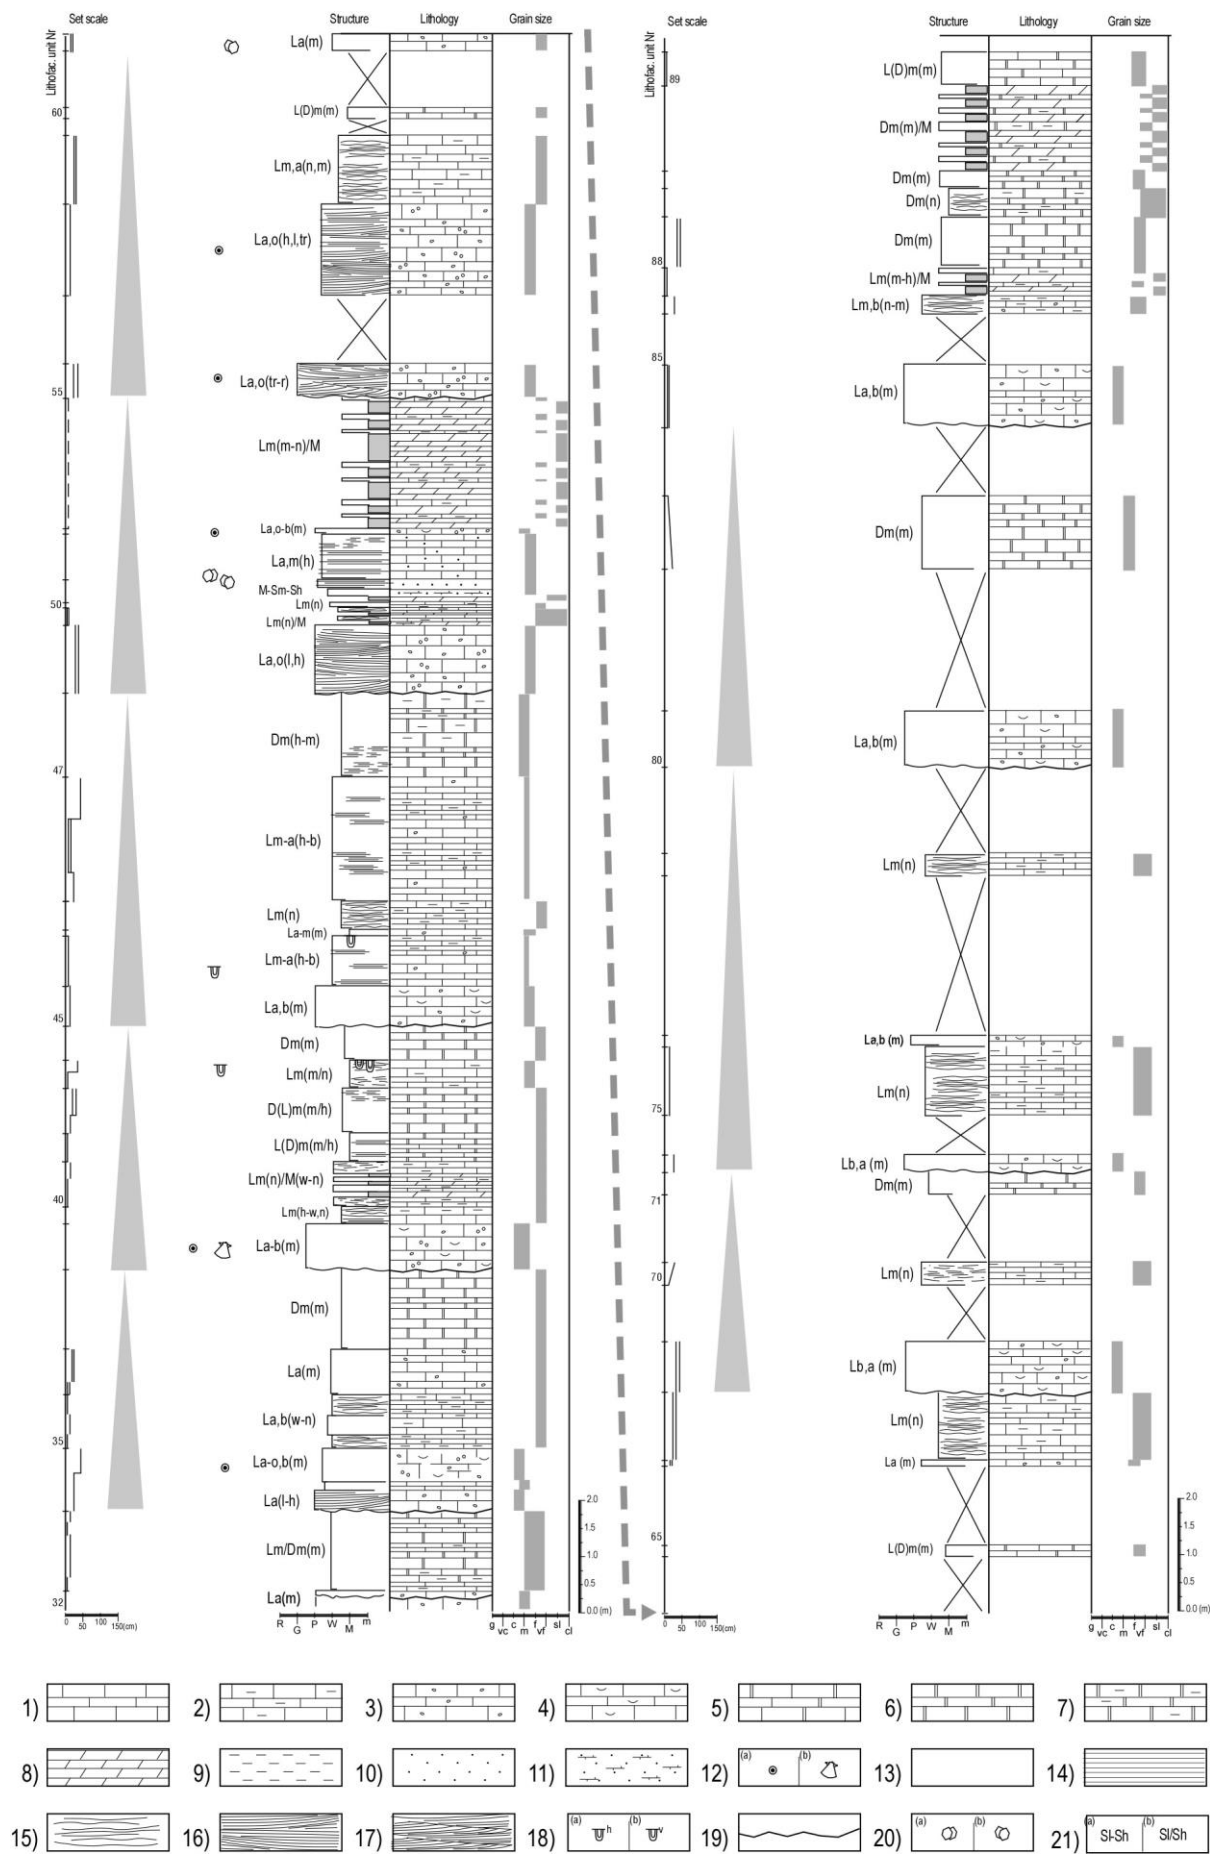 Set scale
Structure
Lithology
Grain size
Lithofac. unit Nr
La(m)
60
L(D)m(m)
Lm,a(n,m)
La,o(h,l,tr)
La,o(tr-r)
55
Lm(m-n)/M
La,o-b(m)
La,m(h)
M-Sm-Sh
50
Lm(n)
Lm(n)/M
La,o(l,h)
Dm(h-m)
47
Lm-a(h-b)
Lm(n)
La-m(m)
Lm-a(h-b)
La,b(m)
45
Dm(m)
Lm(m/n)
D(L)m(m/h)
L(D)m(m/h)
Lm(n)/M(w-n)
40
Lm(h-w,n)
La-b(m)
Dm(m)
La(m)
La,b(w-n)
35
La-o,b(m)
La(l-h)
Lm/Dm(m)
La(m)
32
2.0
1.5
1.0
0.5
0.0 (m)
0 50 100 150(cm)
R G P W M m
g vc c m f vf sl cl
Set scale
Structure
Lithology
Grain size
Lithofac. unit Nr
L(D)m(m)
89
Dm(m)/M
Dm(m)
Dm(n)
Dm(m)
88
Lm(m-h)/M
Lm,b(n-m)
85
La,b(m)
Dm(m)
La,b(m)
80
Lm(n)
La,b (m)
Lm(n)
75
Lb,a (m)
Dm(m)
71
Lm(n)
70
Lb,a (m)
Lm(n)
La (m)
65
L(D)m(m)
2.0
1.5
1.0
0.5
0.0 (m)
0 50 100 150(cm)
R G P W M m
g vc c m f vf sl cl
1) 2) 3) 4) 5) 6) 7)
8) 9) 10) 11) 12) (a) (b) 13) 14)
15) 16) 17) 18) (a) h (b) v 19) 20) (a) (b) 21) (a) Sl-Sh (b) Sl/Sh